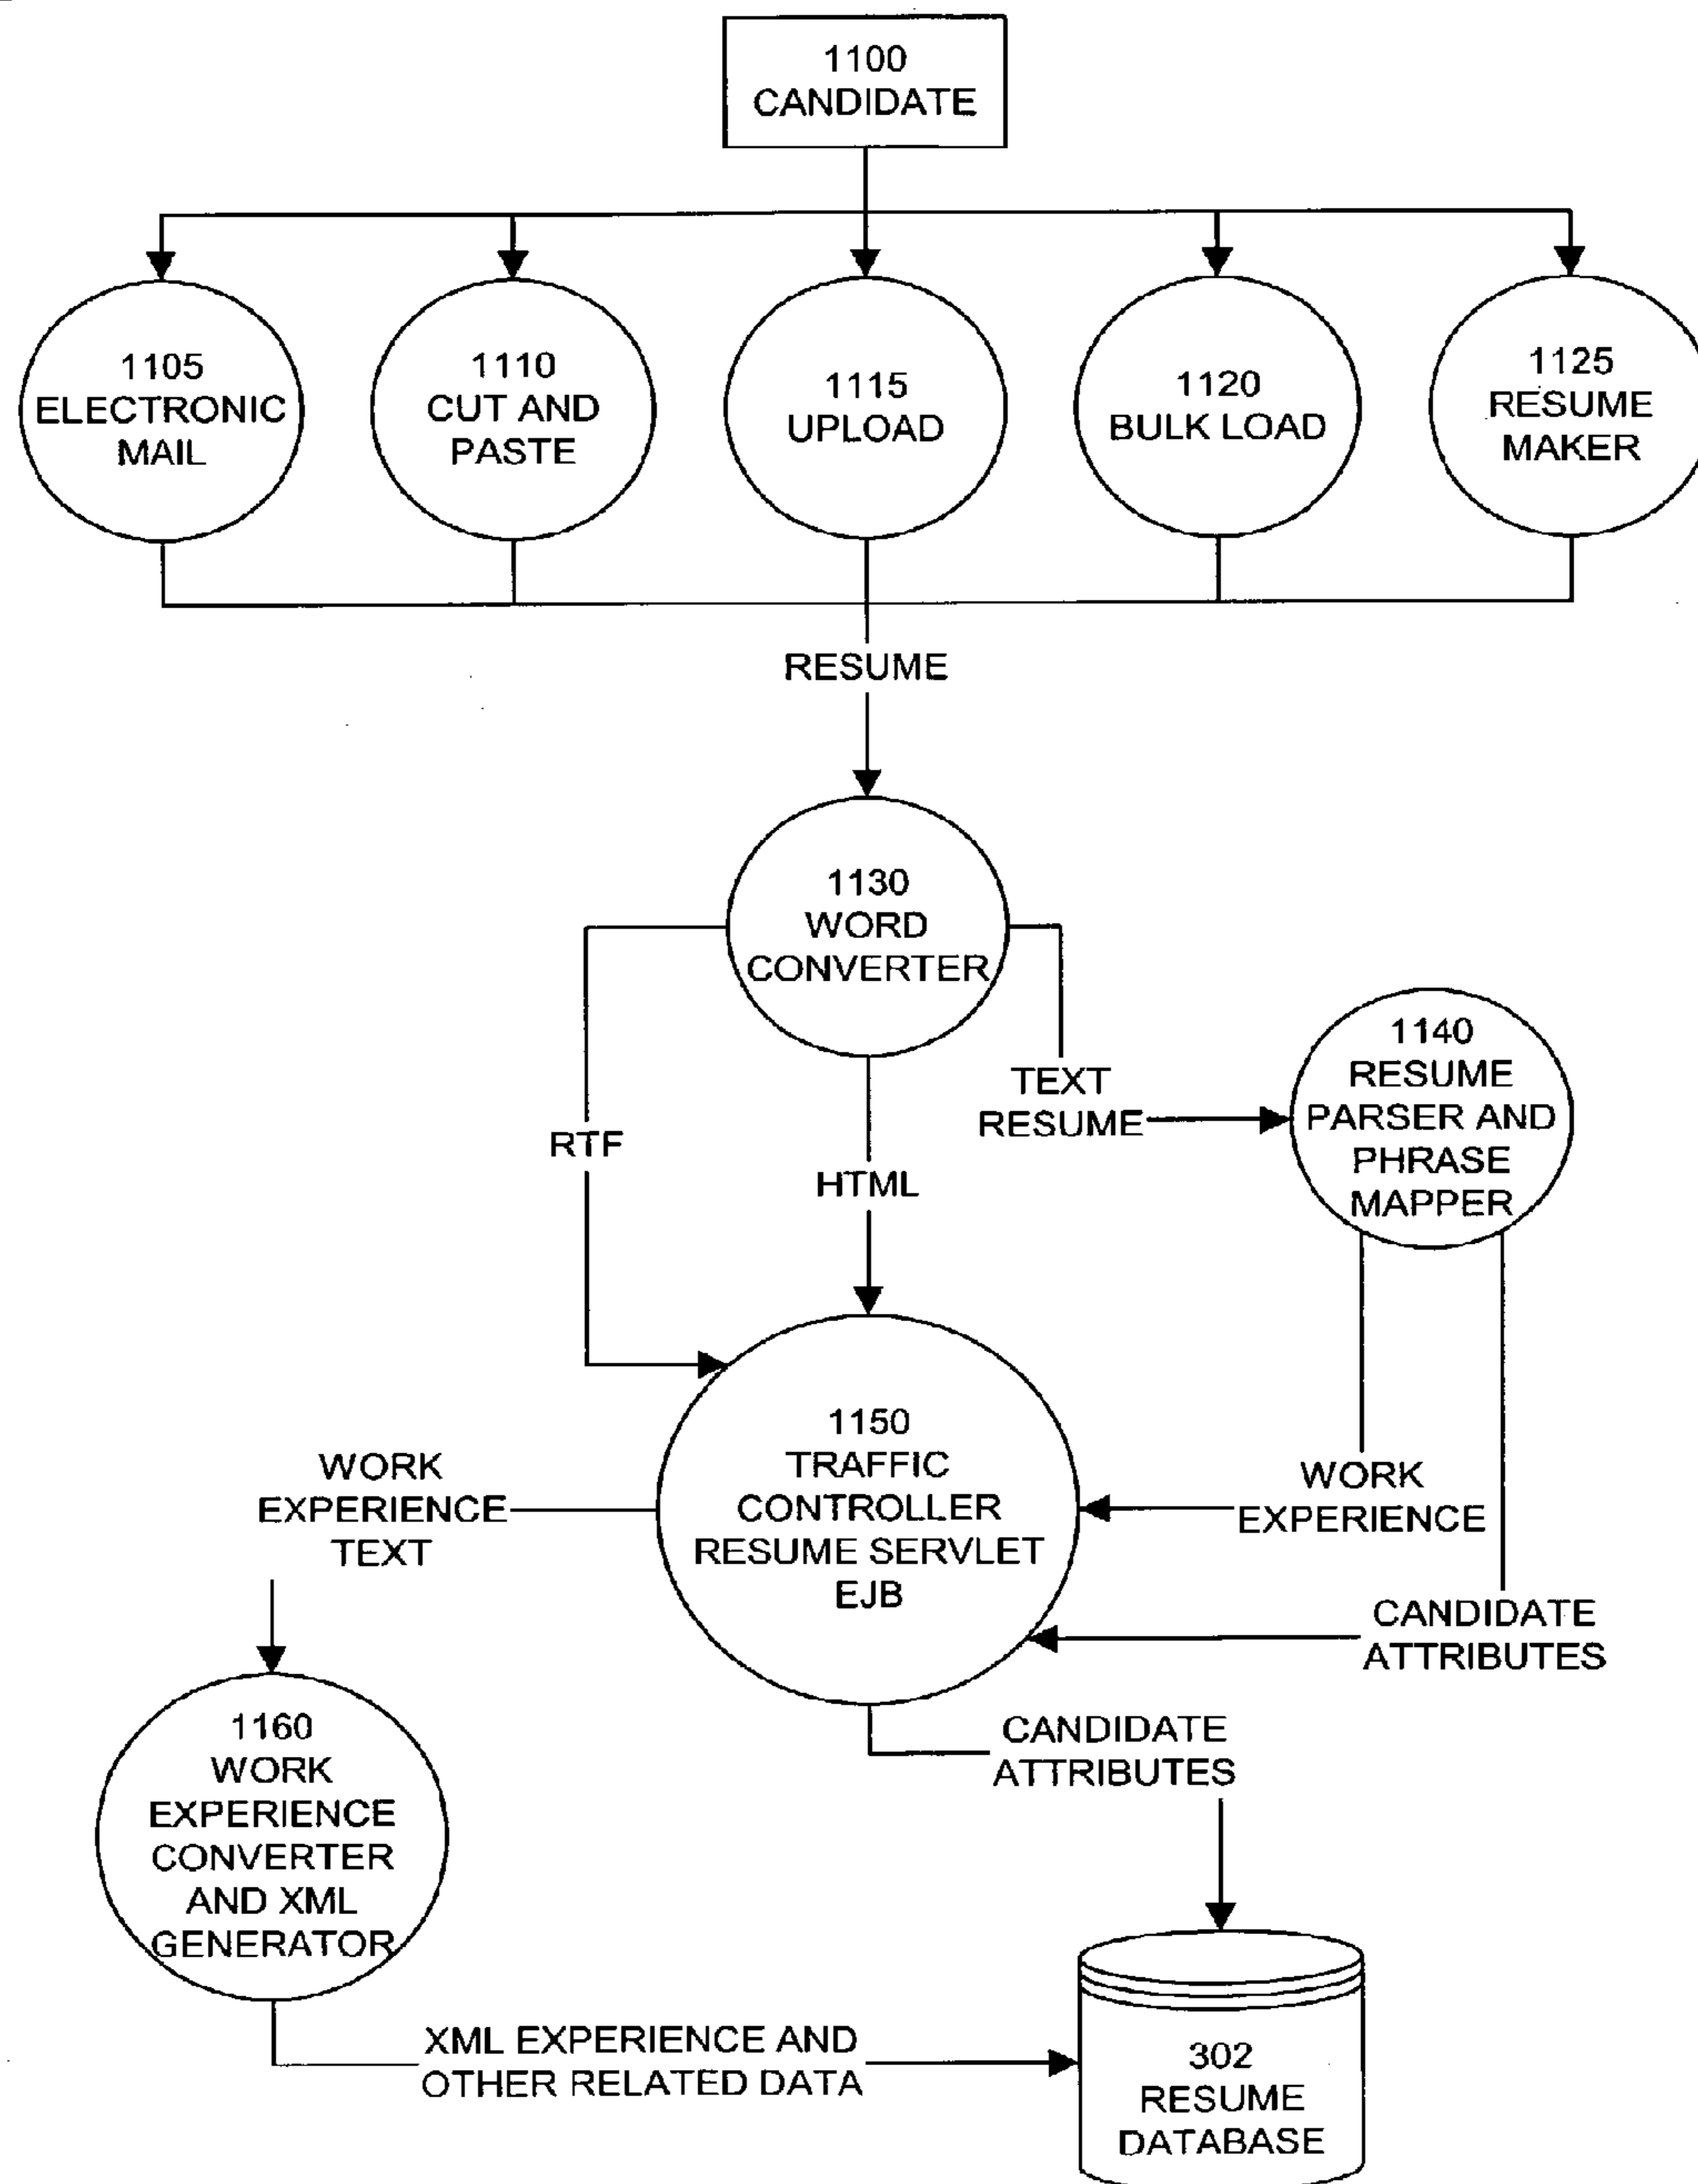 1100
CANDIDATE
1105
ELECTRONIC
MAIL
1110
CUT AND
PASTE
1115
UPLOAD
1120
BULK LOAD
1125
RESUME
MAKER
RESUME
1130
WORD
CONVERTER
TEXT
RESUME
1140
RESUME
PARSER AND
PHRASE
MAPPER
RTF
HTML
1150
TRAFFIC
CONTROLLER
RESUME SERVLET
EJB
WORK
EXPERIENCE
TEXT
WORK
EXPERIENCE
CANDIDATE
ATTRIBUTES
CANDIDATE
ATTRIBUTES
1160
WORK
EXPERIENCE
CONVERTER
AND XML
GENERATOR
XML EXPERIENCE AND
OTHER RELATED DATA
302
RESUME
DATABASE